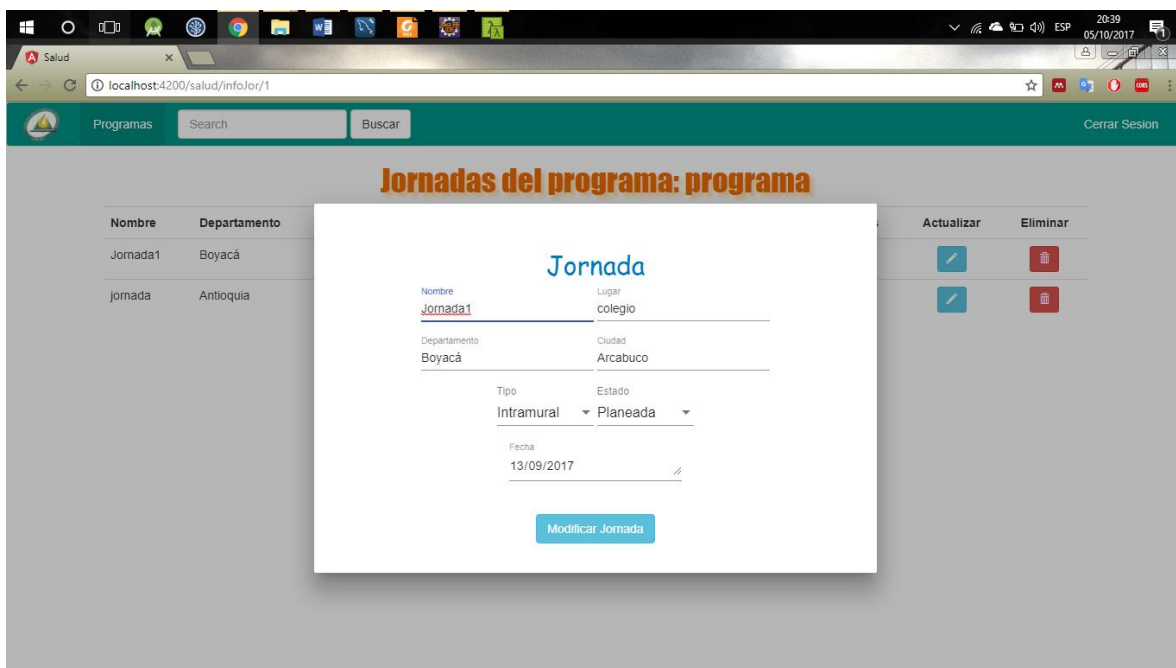 ESP
20:39
05/10/2017
Salud
localhost:4200/salud/infoJor/1
Programas
Search
Buscar
Cerrar Sesion
Jornadas del programa: programa
Nombre Departamento Actualizar Eliminar
Jornada1 Boyacá
jornada Antioquia
Jornada
Nombre Lugar
Jornada1 colegio
Departamento Ciudad
Boyacá Arcabuco
Tipo Estado
Intramural Planeada
Fecha
13/09/2017
Modificar Jornada